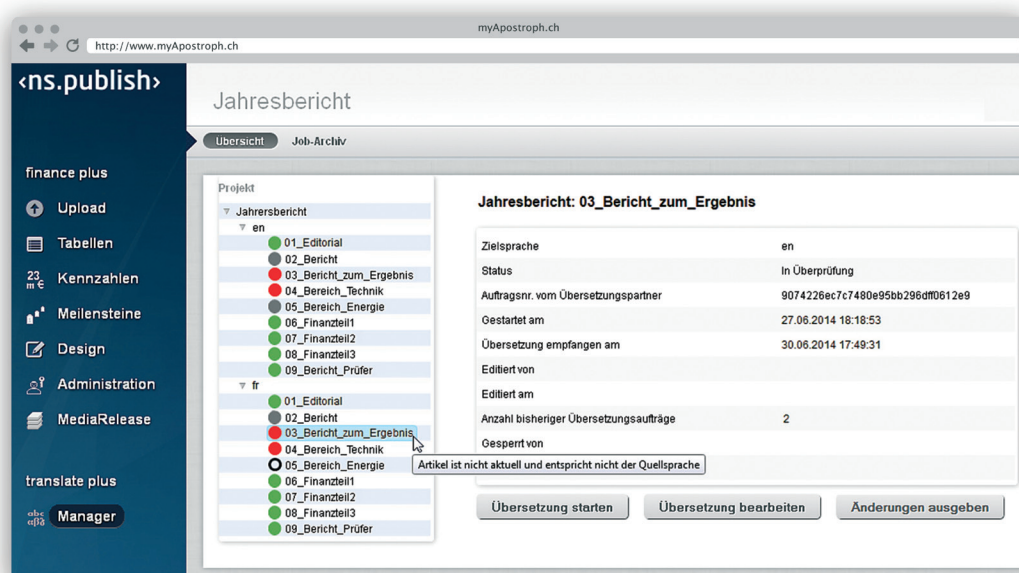 myApostroph.ch
http://www.myApostroph.ch
‹ns.publish›
Jahresbericht
Übersicht Job-Archiv
finance plus
Upload
Tabellen
23 m € Kennzahlen
Meilensteine
Design
Administration
MediaRelease
translate plus
abc αβδ Manager
Projekt
Jahrersbericht
en
01_Editorial
02_Bericht
03_Bericht_zum_Ergebnis
04_Bereich_Technik
05_Bereich_Energie
06_Finanzteil1
07_Finanzteil2
08_Finanzteil3
09_Bericht_Prüfer
fr
01_Editorial
02_Bericht
03_Bericht_zum_Ergebnis
04_Bereich_Technik
05_Bereich_Energie
06_Finanzteil1
07_Finanzteil2
08_Finanzteil3
09_Bericht_Prüfer
Artikel ist nicht aktuell und entspricht nicht der Quellsprache
Jahresbericht: 03_Bericht_zum_Ergebnis
Zielsprache en
Status In Überprüfung
Auftragsnr. vom Übersetzungspartner 9074226ec7c7480e95bb296dff0612e9
Gestartet am 27.06.2014 18:18:53
Übersetzung empfangen am 30.06.2014 17:49:31
Editiert von
Editiert am
Anzahl bisheriger Übersetzungsaufträge 2
Gesperrt von
Übersetzung starten Übersetzung bearbeiten Änderungen ausgeben